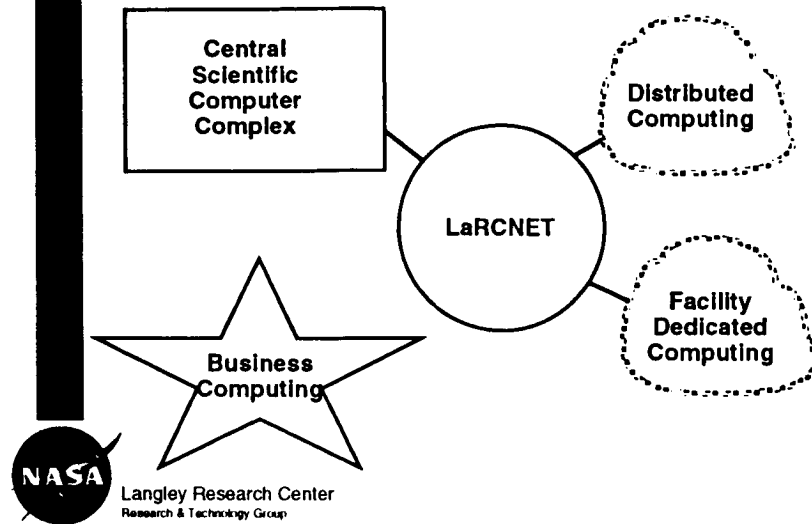 Central
Scientific
Computer
Complex
Distributed
Computing
LaRCNET
Facility
Dedicated
Computing
Business
Computing
NASA
Langley Research Center
Research & Technology Group